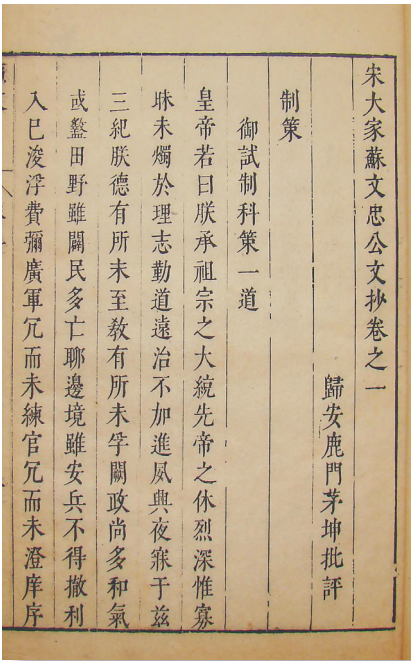 宋大家蘇文忠公文抄卷之一
歸安鹿門茅坤批評
制策
御試制科策一道
皇帝若曰朕承祖宗之大統先帝之休烈深惟寡
昧未燭於理志勤道遠治不加進夙興夜寐于兹
三紀朕德有所未至敎有所未孚闕政尚多和氣
或盭田野雖闢民多亡聊邊境雖安兵不得撤利
入已浚浮費彌廣軍冗而未練官冗而未澄庠序